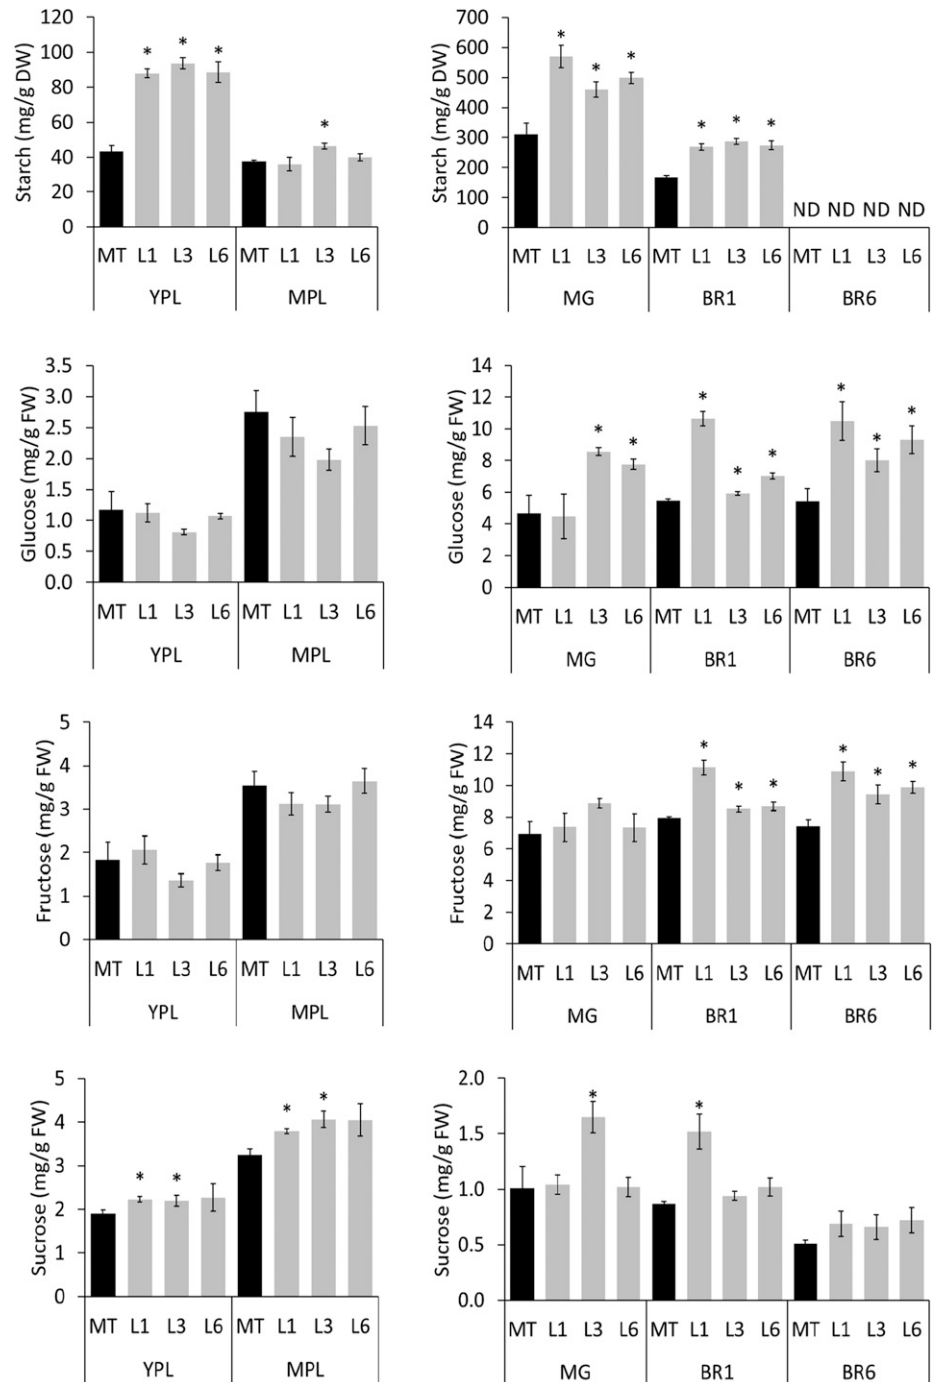 Starch (mg/g DW)
120
100
80
60
40
20
0
* * * *
MT L1 L3 L6 MT L1 L3 L6
YPL MPL
Starch (mg/g DW)
700
600
500
400
300
200
100
0
* * * * * *
ND ND ND ND
MT L1 L3 L6 MT L1 L3 L6 MT L1 L3 L6
MG BR1 BR6
Glucose (mg/g FW)
3.5
3.0
2.5
2.0
1.5
1.0
0.5
0.0
MT L1 L3 L6 MT L1 L3 L6
YPL MPL
Glucose (mg/g FW)
14
12
10
8
6
4
2
0
* * * * * * * *
MT L1 L3 L6 MT L1 L3 L6 MT L1 L3 L6
MG BR1 BR6
Fructose (mg/g FW)
5
4
3
2
1
0
MT L1 L3 L6 MT L1 L3 L6
YPL MPL
Fructose (mg/g FW)
14
12
10
8
6
4
2
0
* * * * * *
MT L1 L3 L6 MT L1 L3 L6 MT L1 L3 L6
MG BR1 BR6
Sucrose (mg/g FW)
5
4
3
2
1
0
* * * *
MT L1 L3 L6 MT L1 L3 L6
YPL MPL
Sucrose (mg/g FW)
2.0
1.5
1.0
0.5
0.0
* *
MT L1 L3 L6 MT L1 L3 L6 MT L1 L3 L6
MG BR1 BR6